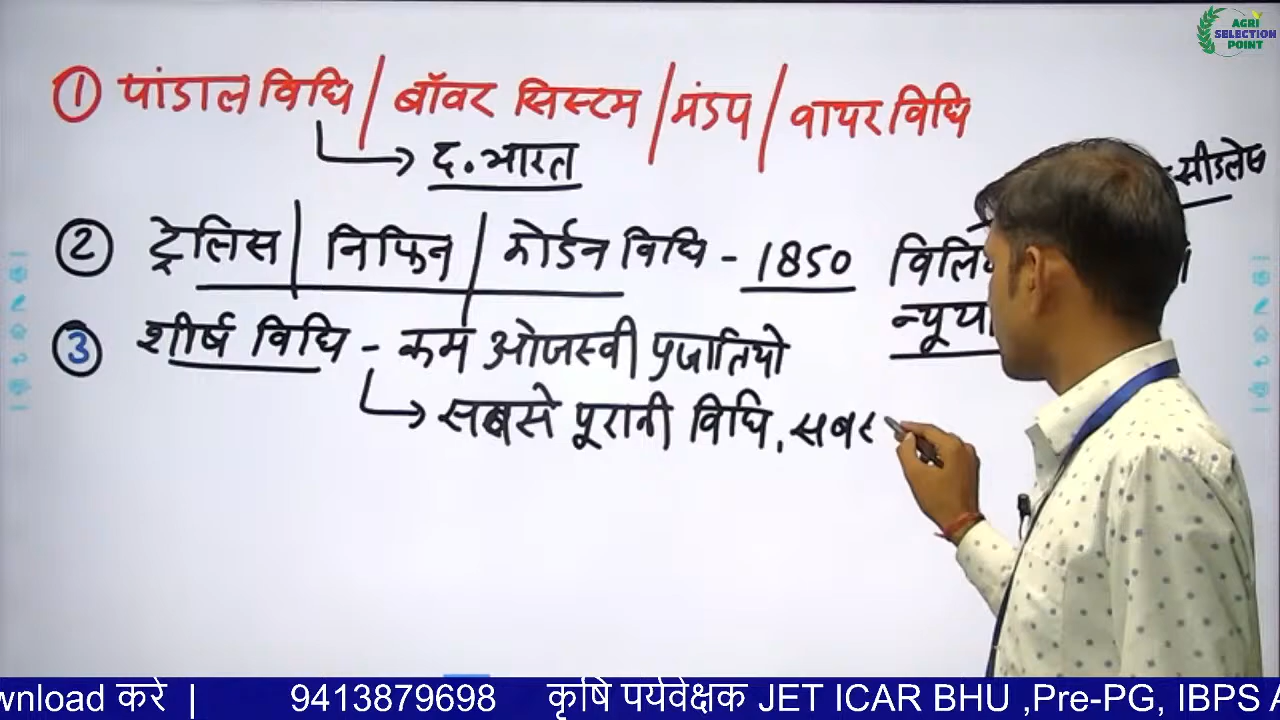 AGRI
SELECTION
POINT
① पांडाल विधि / बॉवर सिस्टम / मंडप / वायर विधि
→ द. भारत
सीडलेस
② ट्रेलिस | निफिन / कोर्डन विधि - 1850
③ शीर्ष विधि - कम ओजस्वी प्रजातियो
→ सबसे पूरानी विधि, सबस
wnload करे | 9413879698 कृषि पर्यवेक्षक JET ICAR BHU ,Pre-PG, IBPS A